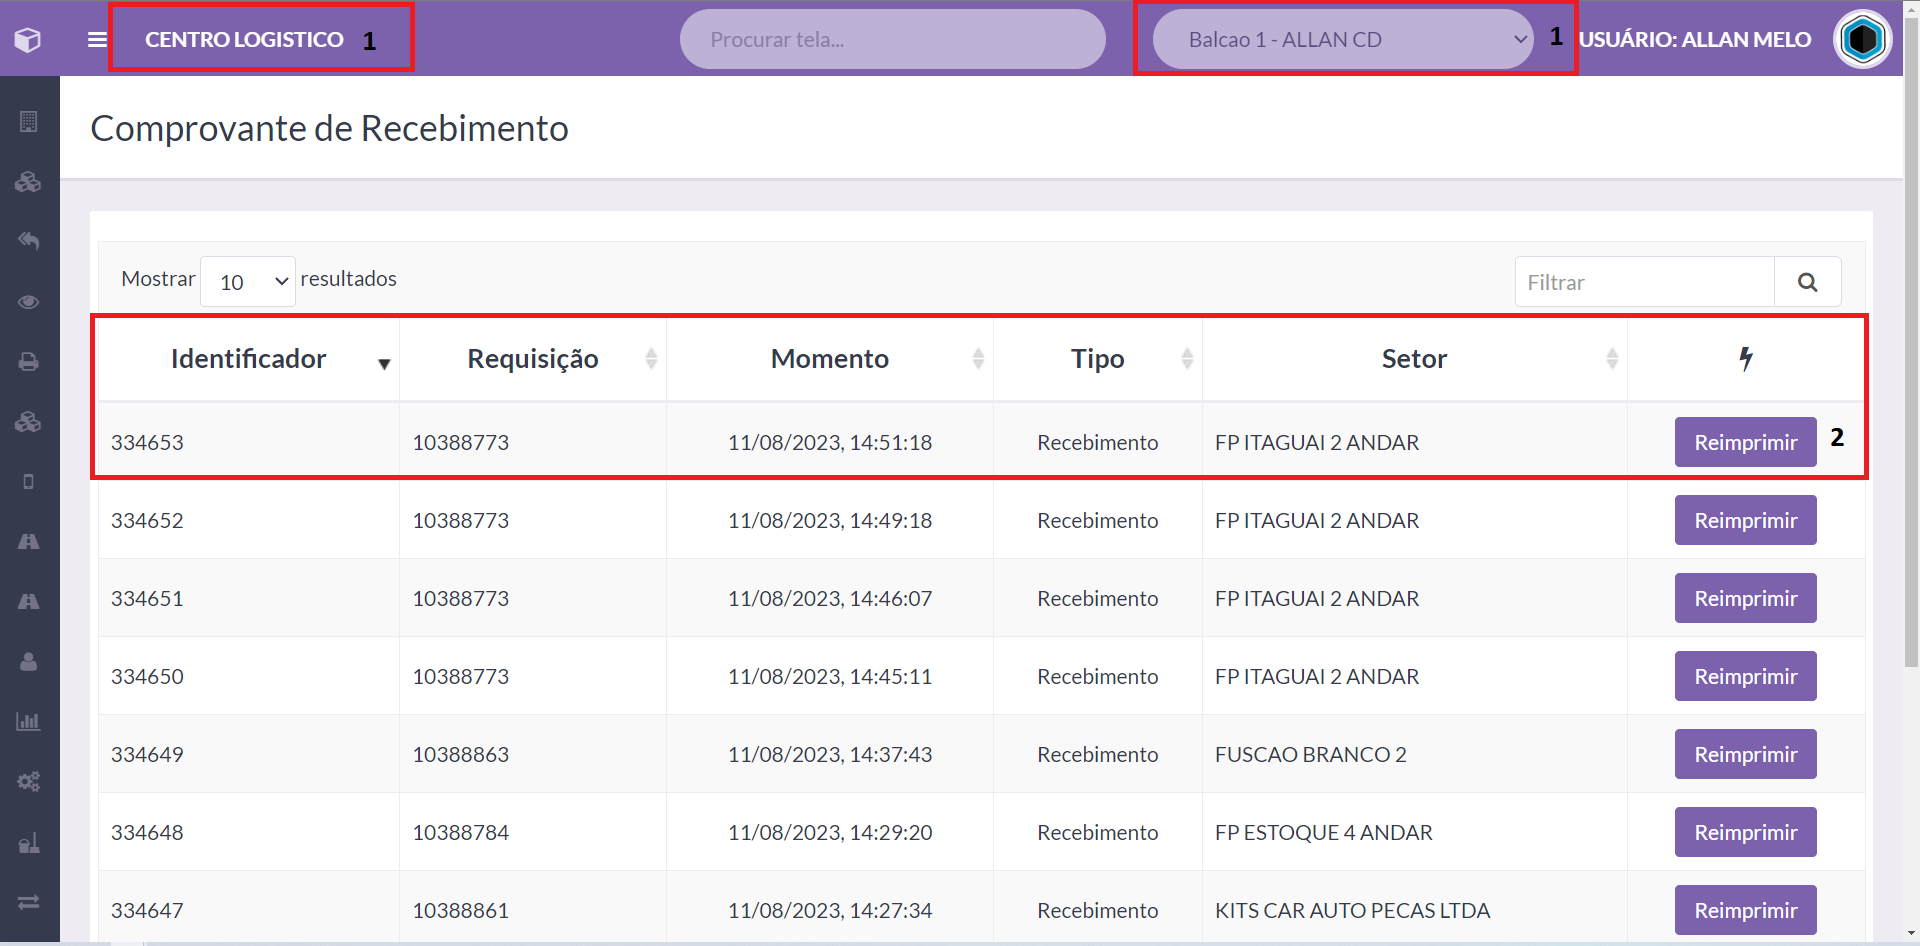 CENTRO LOGISTICO 1 Procurar tela... Balcao 1 - ALLAN CD 1 USUÁRIO: ALLAN MELO
Comprovante de Recebimento
Mostrar 10 resultados Filtrar
Identificador Requisição Momento Tipo Setor
334653 10388773 11/08/2023, 14:51:18 Recebimento FP ITAGUAI 2 ANDAR Reimprimir 2
334652 10388773 11/08/2023, 14:49:18 Recebimento FP ITAGUAI 2 ANDAR Reimprimir
334651 10388773 11/08/2023, 14:46:07 Recebimento FP ITAGUAI 2 ANDAR Reimprimir
334650 10388773 11/08/2023, 14:45:11 Recebimento FP ITAGUAI 2 ANDAR Reimprimir
334649 10388863 11/08/2023, 14:37:43 Recebimento FUSCAO BRANCO 2 Reimprimir
334648 10388784 11/08/2023, 14:29:20 Recebimento FP ESTOQUE 4 ANDAR Reimprimir
334647 10388861 11/08/2023, 14:27:34 Recebimento KITS CAR AUTO PECAS LTDA Reimprimir